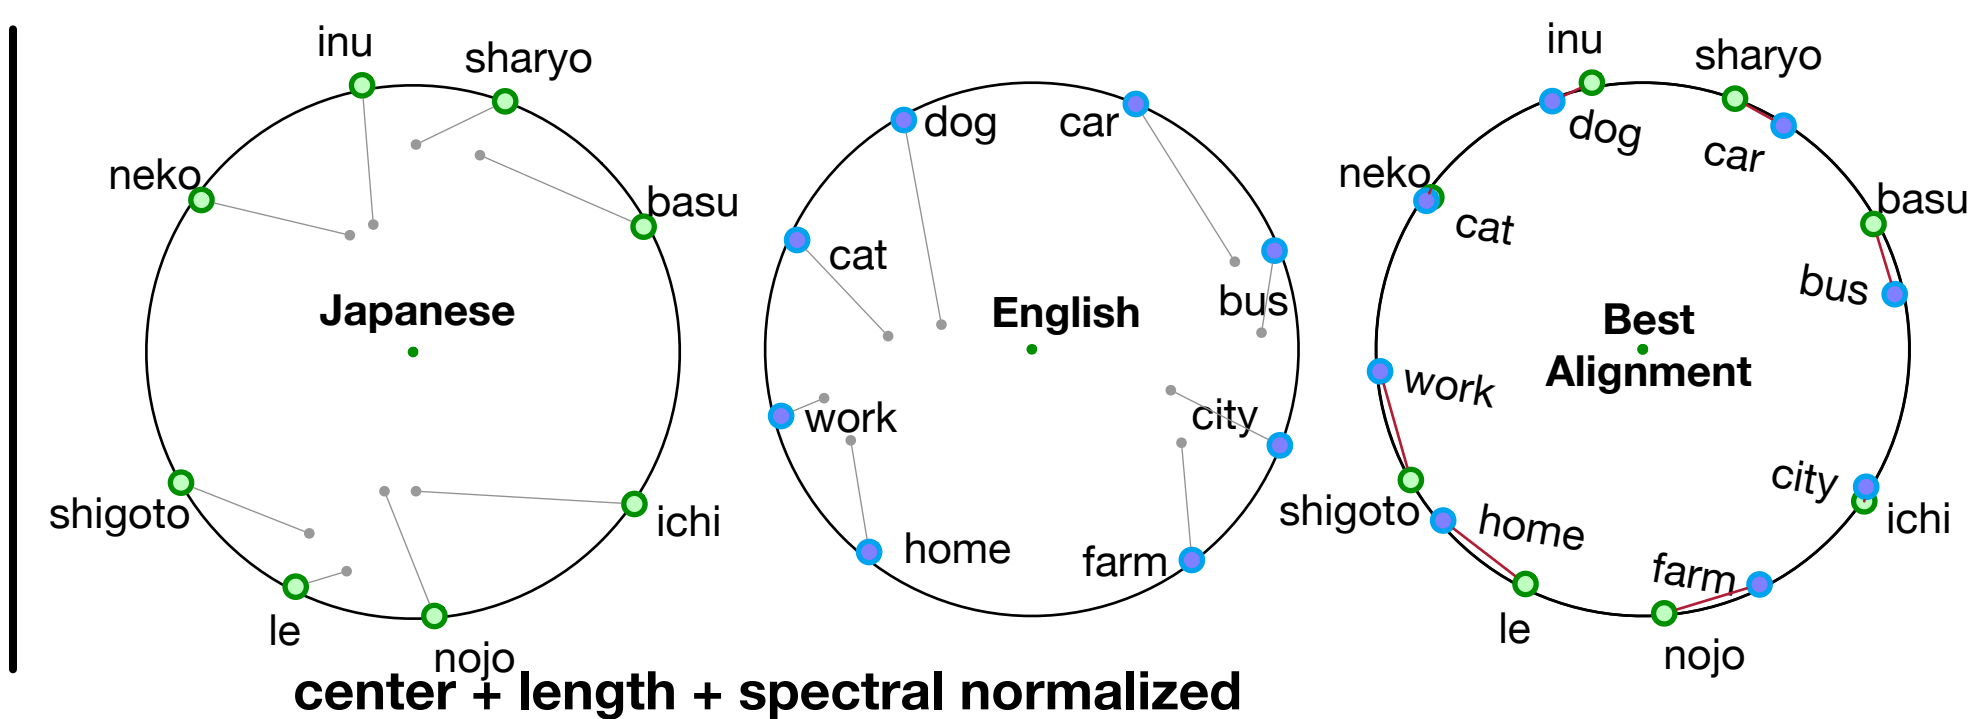 inu
sharyo
neko
basu
Japanese
shigoto
ichi
le
nojo
dog
car
cat
English
bus
work
city
home
farm
inu
sharyo
dog
car
neko
cat
basu
bus
Best
Alignment
work
city
shigoto
home
ichi
farm
le
nojo
center + length + spectral normalized